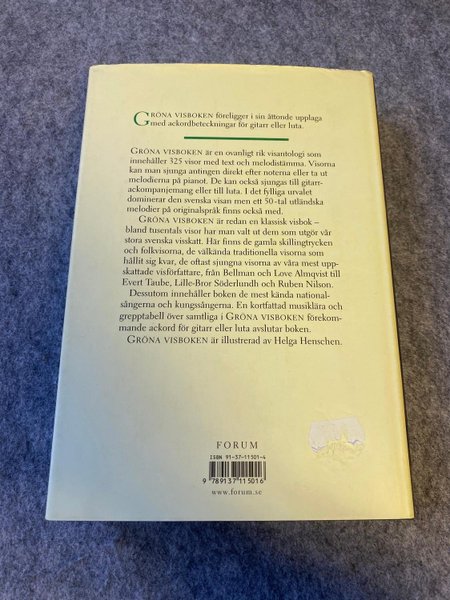 GRÖNA VISBOKEN föreligger i sin åttonde upplaga
med ackordbeteckningar för gitarr eller luta.
GRÖNA VISBOKEN är en ovanligt rik visantologi som
innehåller 325 visor med text och melodistämma. Visorna
kan man sjunga antingen direkt efter noterna eller ta ut
melodierna på pianot. De kan också sjungas till gitarr-
ackompanjemang eller till luta. I det fylliga urvalet
dominerar den svenska visan men ett 50-tal utländska
melodier på originalspråk finns också med.
GRÖNA VISBOKEN är redan en klassisk visbok –
bland tusentals visor har man valt ut dem som utgör vår
stora svenska visskatt. Här finns de gamla skillingtrycken
och folkvisorna, de välkända traditionella visorna som
hållit sig kvar, de oftast sjungna visorna av våra mest upp-
skattade visförfattare, från Bellman och Love Almqvist till
Evert Taube, Lille-Bror Söderlundh och Ruben Nilson.
Dessutom innehåller boken de mest kända national-
sångerna och kungssångerna. En kortfattad musiklära och
grepptabell över samtliga i GRÖNA VISBOKEN förekom-
mande ackord för gitarr eller luta avslutar boken.
GRÖNA VISBOKEN är illustrerad av Helga Henschen.
FORUM
ISBN 91-37-11501-4
9 789137 115016
www.forum.se